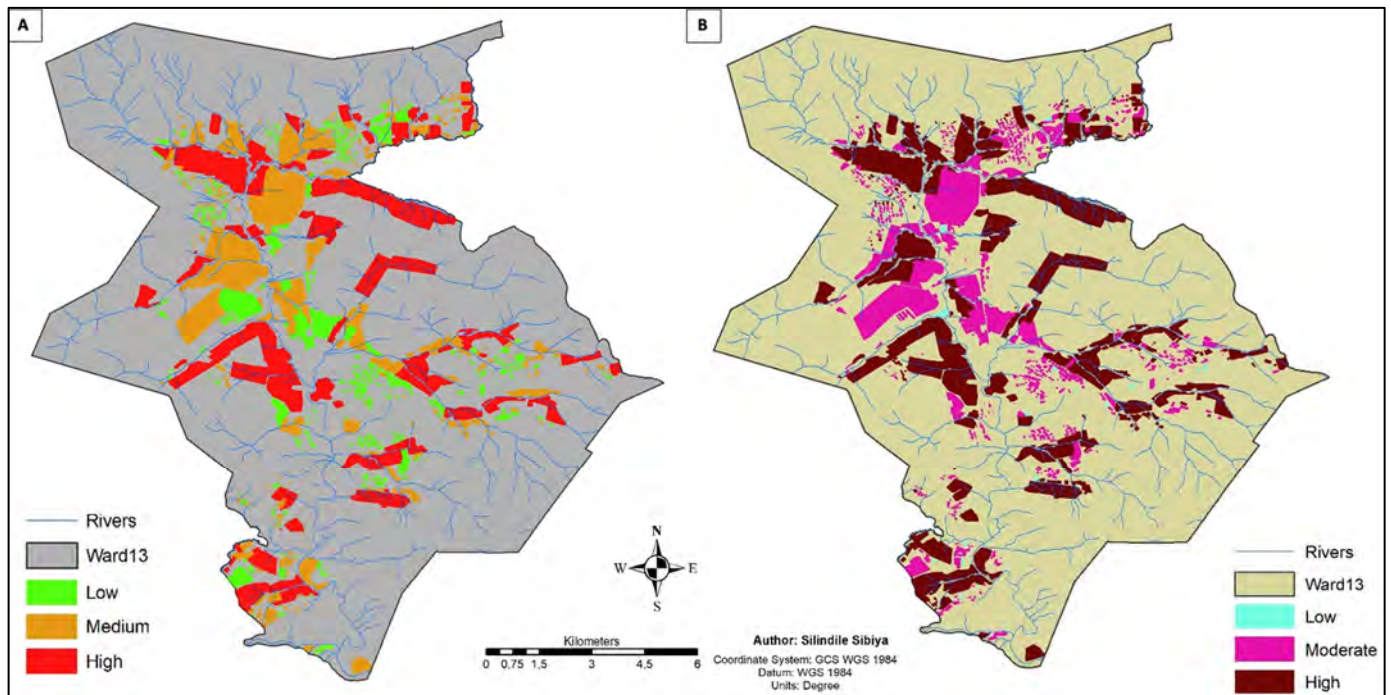 A
B
Rivers
Ward13
Low
Medium
High
N
W E
S
Kilometers
0 0,75 1,5 3 4,5 6
Author: Silindile Sibiya
Coordinate System: GCS WGS 1984
Datum: WGS 1984
Units: Degree
Rivers
Ward13
Low
Moderate
High